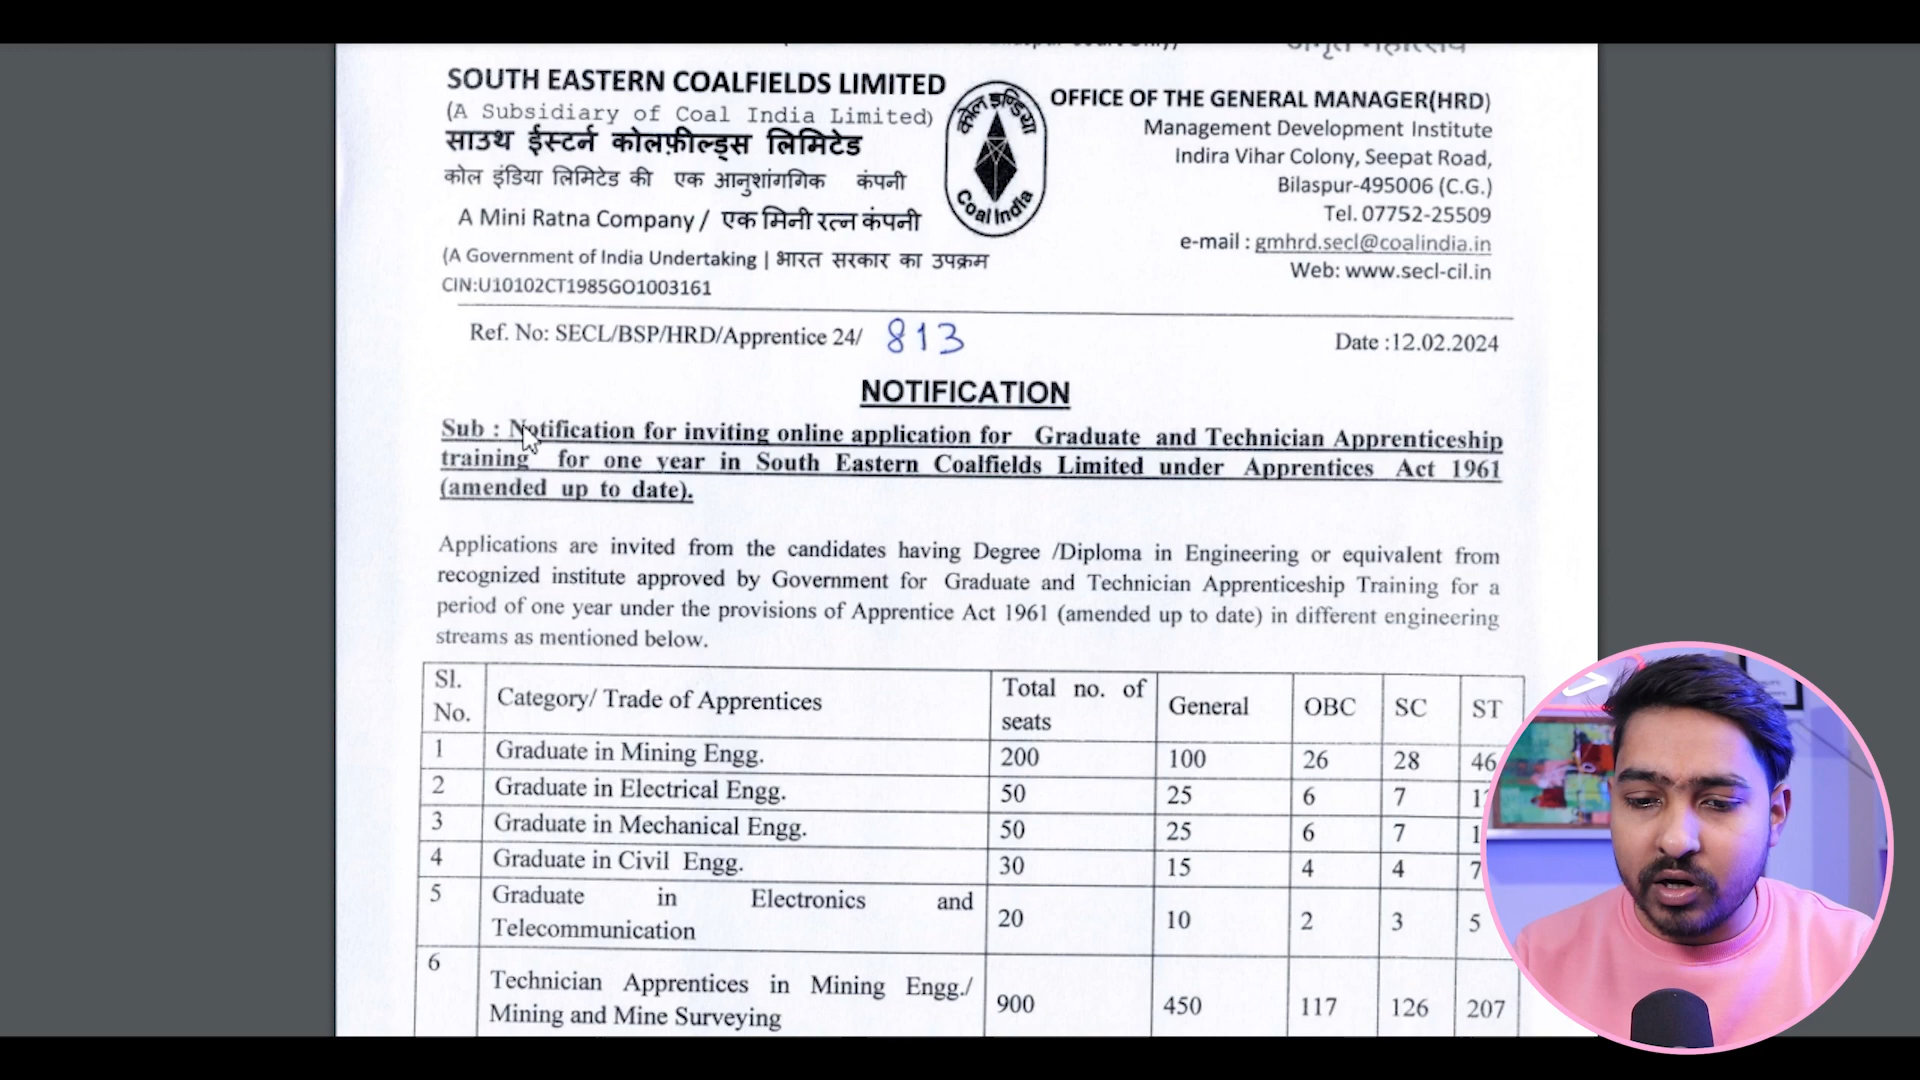 SOUTH EASTERN COALFIELDS LIMITED
(A Subsidiary of Coal India Limited)
साउथ ईस्टर्न कोलफ़ील्ड्स लिमिटेड
कोल इंडिया लिमिटेड की एक आनुशांगगिक कंपनी
A Mini Ratna Company / एक मिनी रत्न कंपनी
(A Government of India Undertaking | भारत सरकार का उपक्रम
CIN:U10102CT1985GO1003161
कोल इण्डिया
Coal India
OFFICE OF THE GENERAL MANAGER(HRD)
Management Development Institute
Indira Vihar Colony, Seepat Road,
Bilaspur-495006 (C.G.)
Tel. 07752-25509
e-mail : gmhrd.secl@coalindia.in
Web: www.secl-cil.in
Ref. No: SECL/BSP/HRD/Apprentice 24/ 813 Date :12.02.2024
NOTIFICATION
Sub : Notification for inviting online application for Graduate and Technician Apprenticeship
training for one year in South Eastern Coalfields Limited under Apprentices Act 1961
(amended up to date).
Applications are invited from the candidates having Degree /Diploma in Engineering or equivalent from
recognized institute approved by Government for Graduate and Technician Apprenticeship Training for a
period of one year under the provisions of Apprentice Act 1961 (amended up to date) in different engineering
streams as mentioned below.
Sl. No. Category/ Trade of Apprentices Total no. of seats General OBC SC ST
1 Graduate in Mining Engg. 200 100 26 28 46
2 Graduate in Electrical Engg. 50 25 6 7
3 Graduate in Mechanical Engg. 50 25 6 7
4 Graduate in Civil Engg. 30 15 4 4 7
5 Graduate in Electronics and
Telecommunication 20 10 2 3 5
6 Technician Apprentices in Mining Engg./
Mining and Mine Surveying 900 450 117 126 207